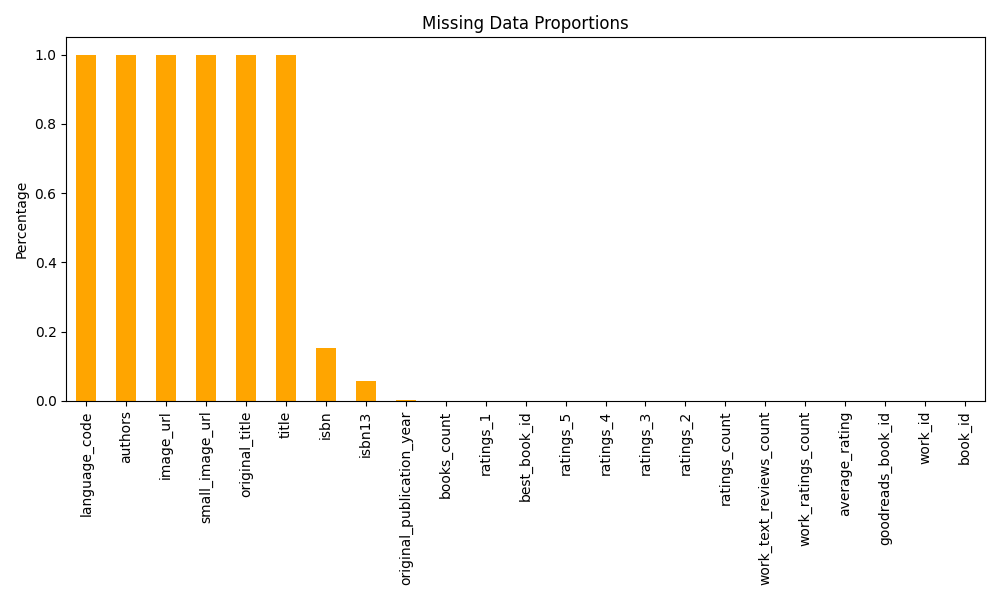 Missing Data Proportions
Percentage
1.0
0.8
0.6
0.4
0.2
0.0
language_code
authors
image_url
small_image_url
original_title
title
isbn
isbn13
original_publication_year
books_count
ratings_1
best_book_id
ratings_5
ratings_4
ratings_3
ratings_2
ratings_count
work_text_reviews_count
work_ratings_count
average_rating
goodreads_book_id
work_id
book_id